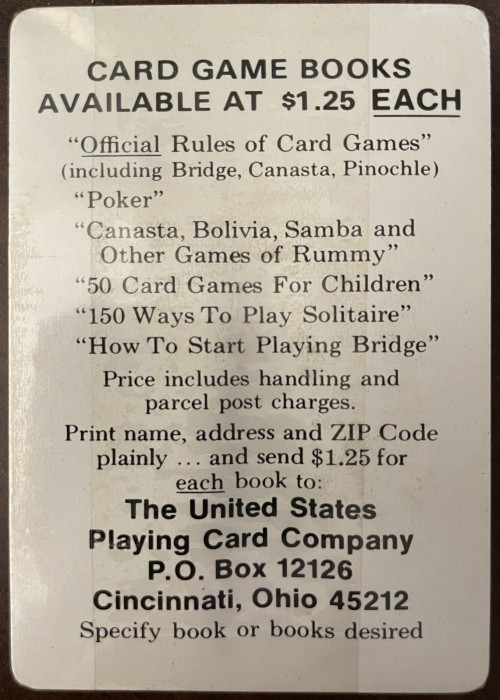 CARD GAME BOOKS
AVAILABLE AT $1.25 EACH
“Official Rules of Card Games”
(including Bridge, Canasta, Pinochle)
“Poker”
“Canasta, Bolivia, Samba and
Other Games of Rummy”
“50 Card Games For Children”
“150 Ways To Play Solitaire”
“How To Start Playing Bridge”
Price includes handling and
parcel post charges.
Print name, address and ZIP Code
plainly ... and send $1.25 for
each book to:
The United States
Playing Card Company
P.O. Box 12126
Cincinnati, Ohio 45212
Specify book or books desired